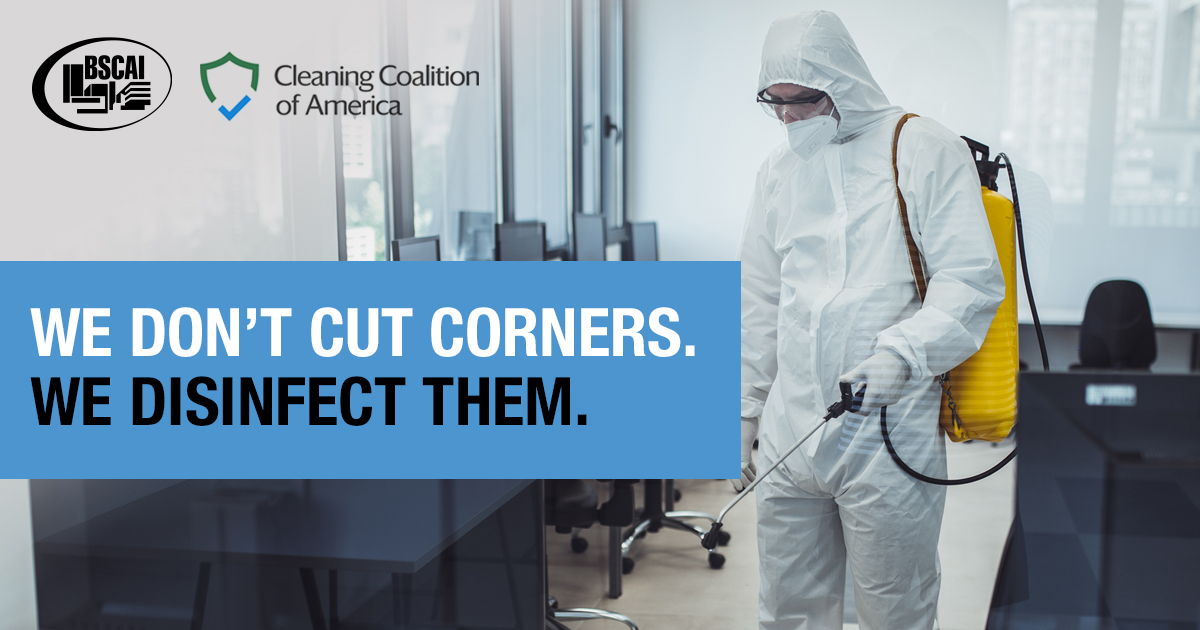 BSCAI
Cleaning Coalition
of America
WE DON’T CUT CORNERS.
WE DISINFECT THEM.